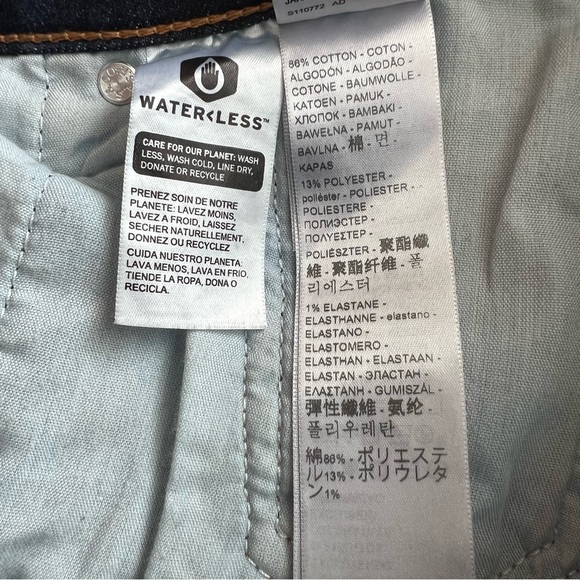 WATER<LESS™
CARE FOR OUR PLANET: WASH
LESS, WASH COLD, LINE DRY,
DONATE OR RECYCLE
PRENEZ SOIN DE NOTRE
PLANETE: LAVEZ MOINS,
LAVEZ A FROID, LAISSEZ
SECHER NATURELLEMENT,
DONNEZ OU RECYCLEZ
CUIDA NUESTRO PLANETA:
LAVA MENOS, LAVA EN FRIO,
TIENDE LA ROPA, DONA O
RECICLA.
S110772 AD
86% COTTON - COTON -
ALGODÓN - ALGODÃO -
COTONE - BAUMWOLLE -
KATOEN - PAMUK -
ХЛОПОК - BAMBAKI -
BAWEŁNA - PAMUT -
BAVLNA - 棉 - 면 -
KAPAS
13% POLYESTER -
poliéster - POLIESTER -
POLIESTERE -
ПОЛИЭСТЕР -
ΠΟΛΥΕΣΤΕΡ -
POLIÉSZTER - 聚酯纖
維 - 聚酯纤维 - 폴
리에스터
1% ELASTANE -
ELASTHANNE - elastano -
ELASTANO -
ELASTOMERO -
ELASTHAN - ELASTAAN -
ELASTAN - ЭЛАСТАН -
ΕΛΑΣΤΑΝΗ - GUMISZÁL -
彈性纖維 - 氨纶 -
폴리우레탄
綿86% - ポリエステ
ル13% - ポリウレタ
ン1%